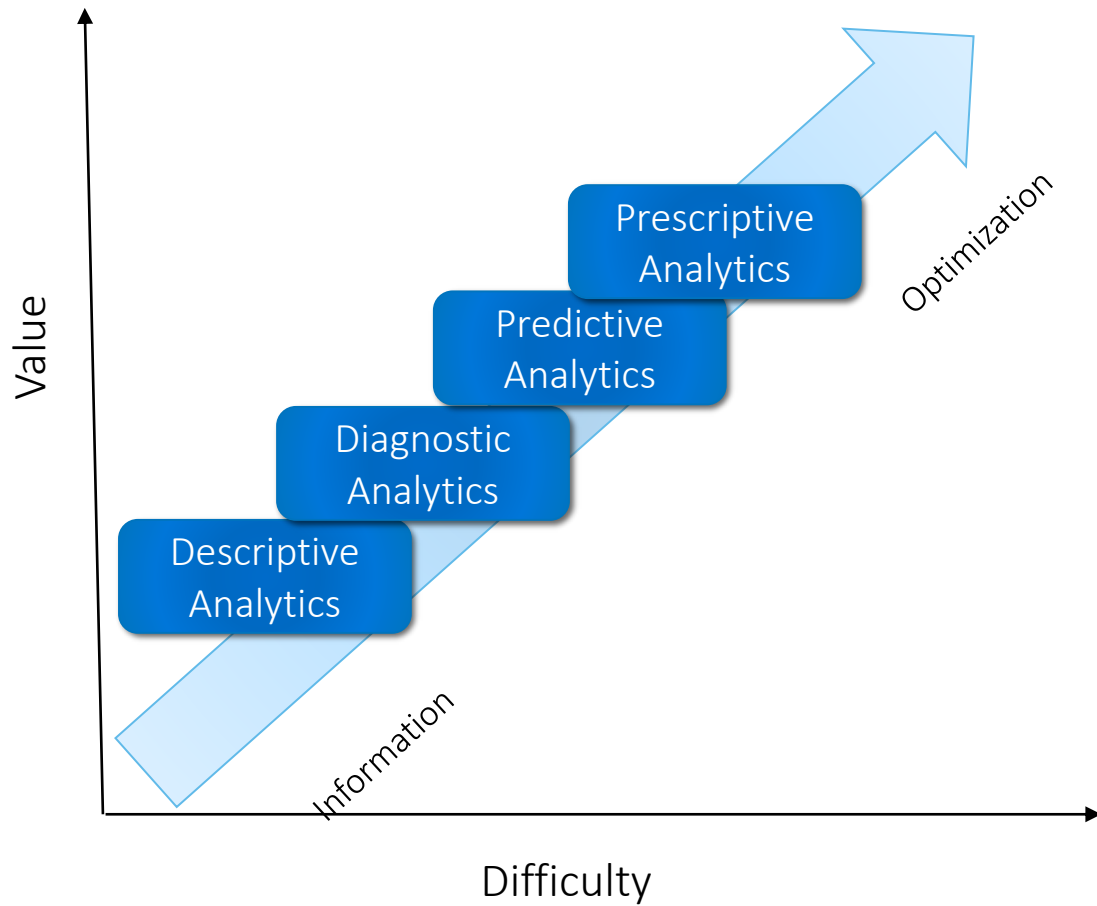 Prescriptive
Analytics
Optimization
Predictive
Analytics
Value
Diagnostic
Analytics
Descriptive
Analytics
Information
Difficulty